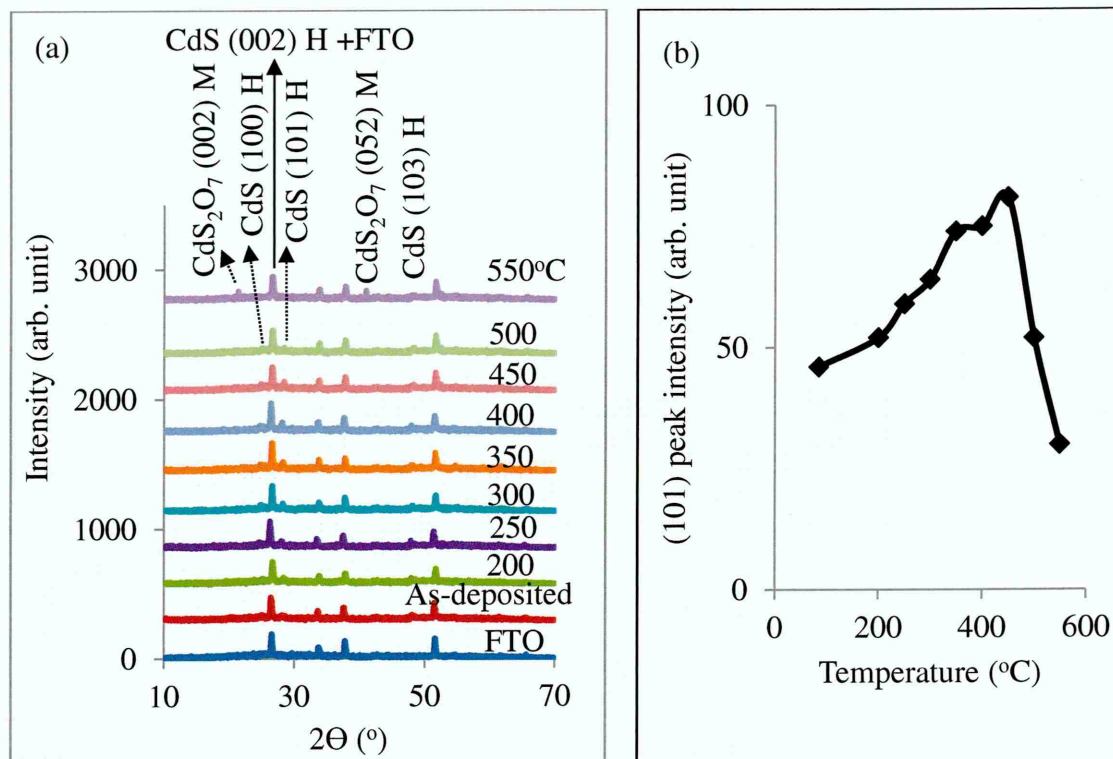 (a)
CdS (002) H +FTO
CdS₂O₇ (002) M
CdS (100) H
CdS (101) H
CdS₂O₇ (052) M
CdS (103) H
Intensity (arb. unit)
3000
2000
1000
0
550°C
500
450
400
350
300
250
200
As-deposited
FTO
10
30
50
70
2Θ (°)
(b)
(101) peak intensity (arb. unit)
100
50
0
0
200
400
600
Temperature (°C)